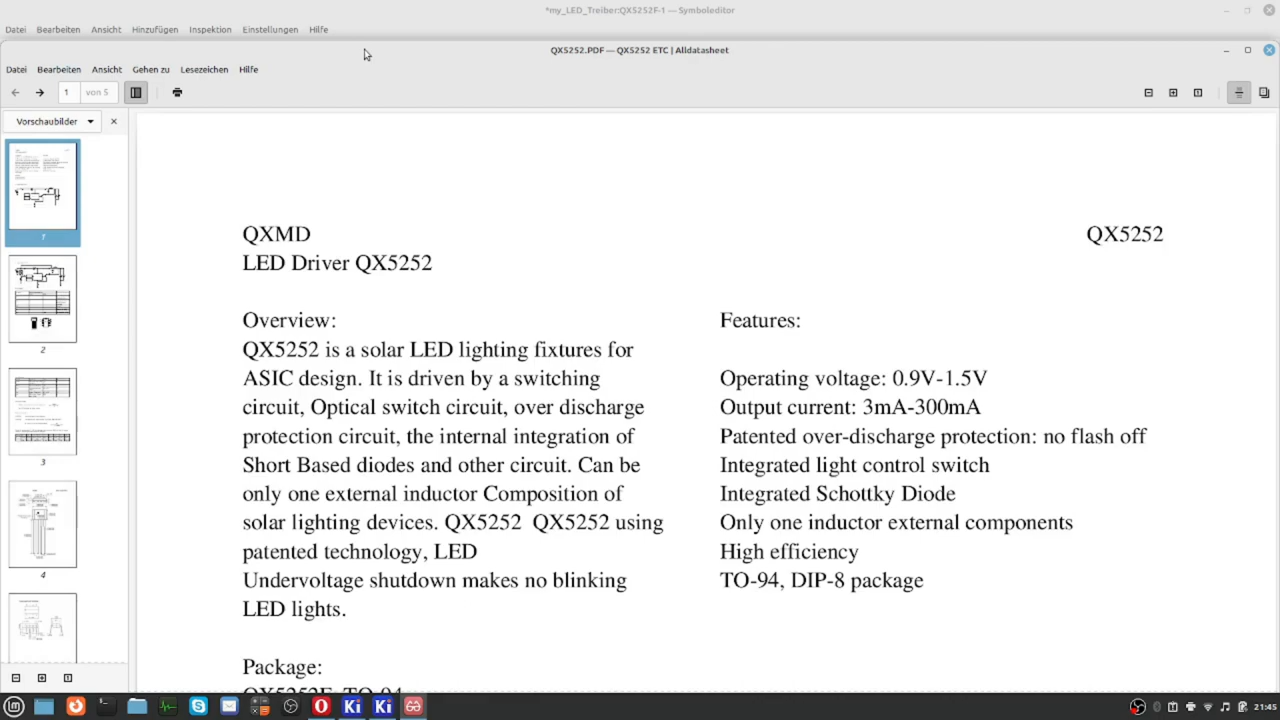 *my_LED_Treiber:QX5252F-1 — Symboleditor
Datei Bearbeiten Ansicht Hinzufügen Inspektion Einstellungen Hilfe
QX5252.PDF — QX5252 ETC | Alldatasheet
Datei Bearbeiten Ansicht Gehen zu Lesezeichen Hilfe
1 von 5
Vorschaubilder
QXMD QX5252
LED Driver QX5252
Overview:
QX5252 is a solar LED lighting fixtures for
ASIC design. It is driven by a switching
circuit, Optical switch circuit, over discharge
protection circuit, the internal integration of
Short Based diodes and other circuit. Can be
only one external inductor Composition of
solar lighting devices. QX5252 QX5252 using
patented technology, LED
Undervoltage shutdown makes no blinking
LED lights.
Features:
Operating voltage: 0.9V-1.5V
Output current: 3mA-300mA
Patented over-discharge protection: no flash off
Integrated light control switch
Integrated Schottky Diode
Only one inductor external components
High efficiency
TO-94, DIP-8 package
Package:
QX5252F TO-94
1
2
3
4
Ki Ki
21:45